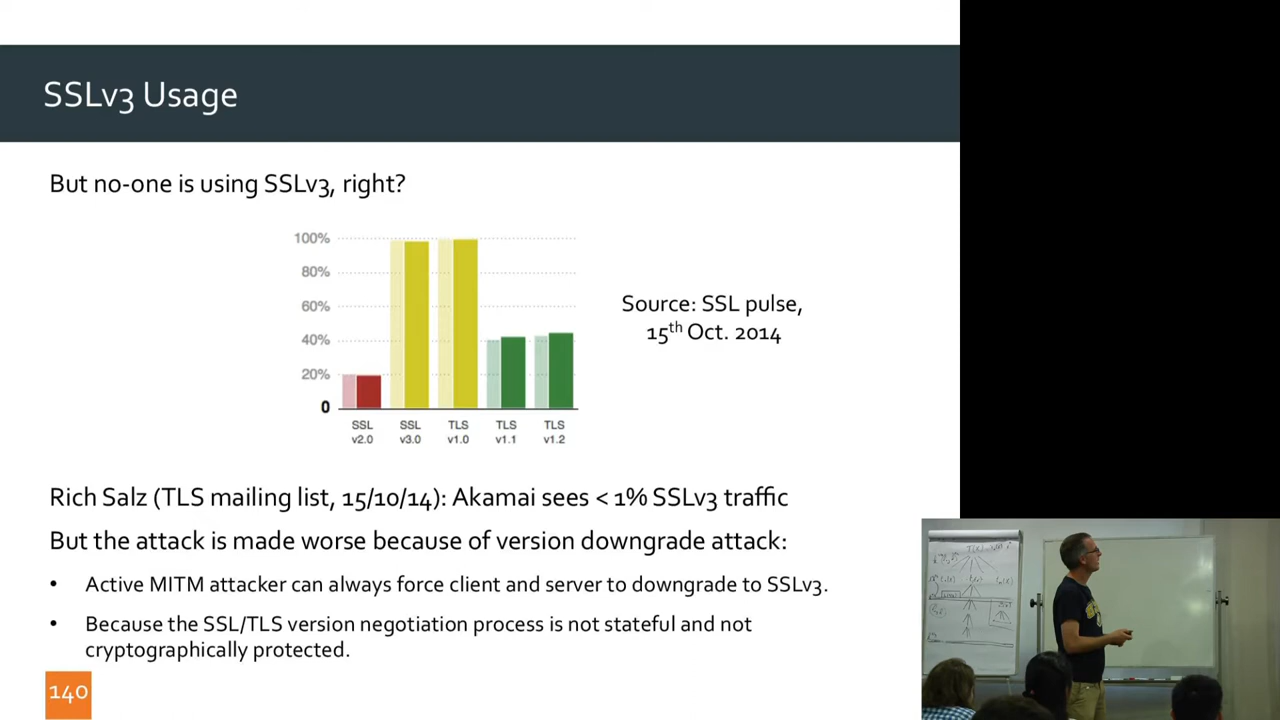 SSLv3 Usage
But no-one is using SSLv3, right?
100%
80%
60%
40%
20%
0
SSL v2.0
SSL v3.0
TLS v1.0
TLS v1.1
TLS v1.2
Source: SSL pulse,
15th Oct. 2014
Rich Salz (TLS mailing list, 15/10/14): Akamai sees < 1% SSLv3 traffic
But the attack is made worse because of version downgrade attack:
• Active MITM attacker can always force client and server to downgrade to SSLv3.
• Because the SSL/TLS version negotiation process is not stateful and not
cryptographically protected.
140